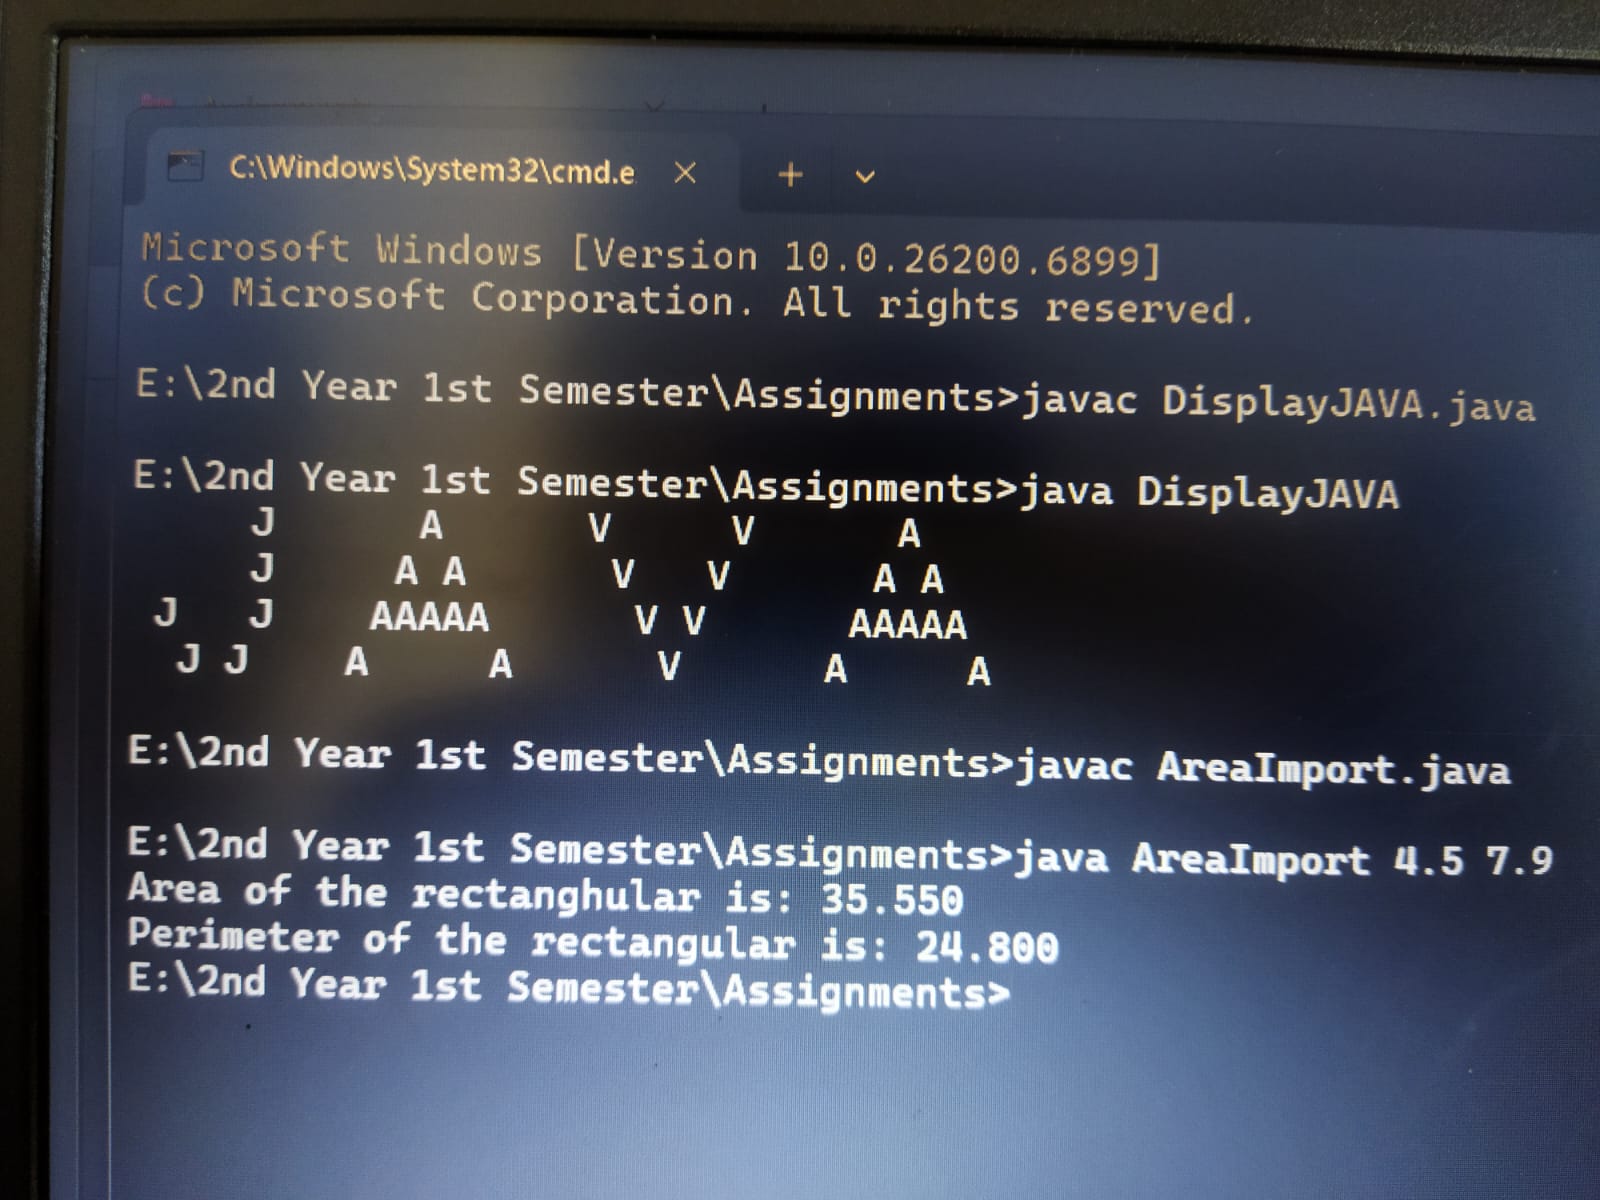 C:\Windows\System32\cmd.e
Microsoft Windows [Version 10.0.26200.6899]
(c) Microsoft Corporation. All rights reserved.
E:\2nd Year 1st Semester\Assignments>javac DisplayJAVA.java
E:\2nd Year 1st Semester\Assignments>java DisplayJAVA
     J      A      V     V      A
     J     A A      V   V      A A
 J   J    AAAAA      V V      AAAAA
  J J    A     A      V      A     A
E:\2nd Year 1st Semester\Assignments>javac AreaImport.java
E:\2nd Year 1st Semester\Assignments>java AreaImport 4.5 7.9
Area of the rectanghular is: 35.550
Perimeter of the rectangular is: 24.800
E:\2nd Year 1st Semester\Assignments>